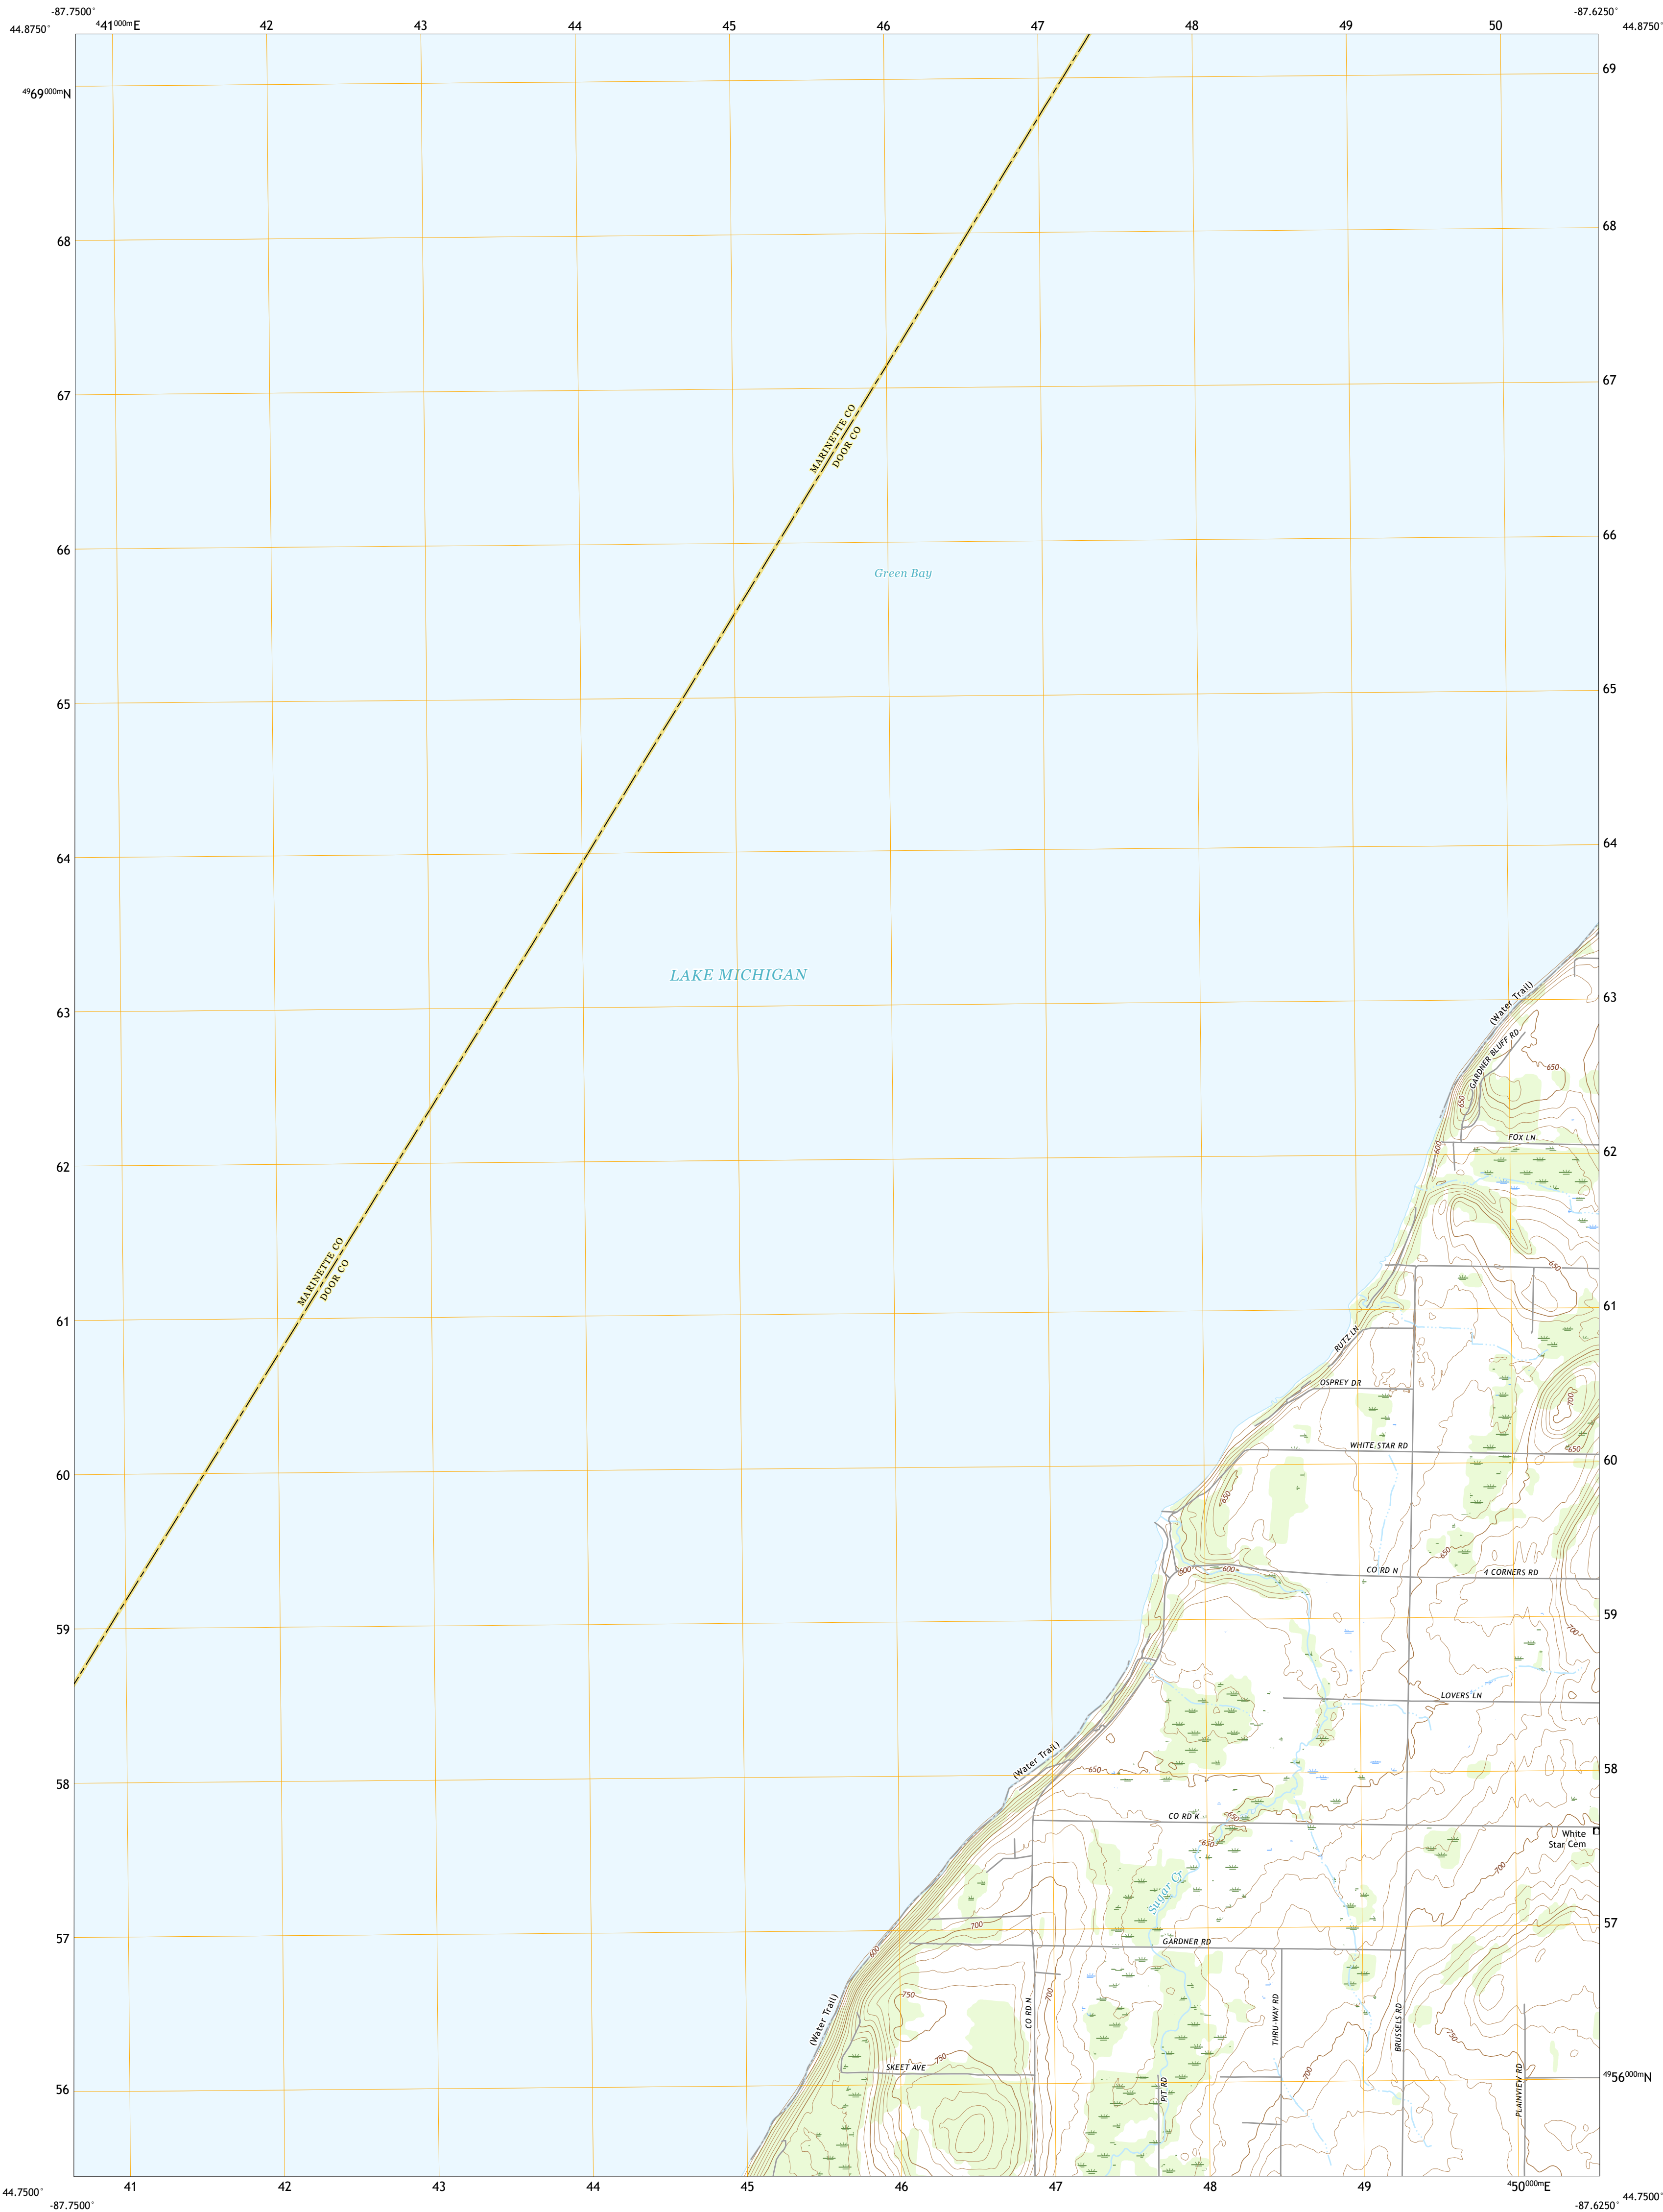 -87.7500°
-87.6250°
44.8750°
⁴41⁰⁰⁰ᵐE
42
43
44
45
46
47
48
49
50
44.8750°
69
⁴⁹69⁰⁰⁰ᵐN
68
68
67
67
MARINETTE CO
DOOR CO
66
66
Green Bay
65
65
64
64
LAKE MICHIGAN
63
63
(Water Trail)
GARDNER BLUFF RD
650
650
600
FOX LN
62
62
MARINETTE CO
DOOR CO
650
61
61
RUTZ LN
OSPREY DR
700
WHITE STAR RD
650
60
60
650
650
600
600
CO RD N
4 CORNERS RD
59
59
700
LOVERS LN
(Water Trail)
650
58
58
CO RD K
650
White
Star Cem
650
700
Sugar Cr
700
57
57
600
GARDNER RD
750
700
(Water Trail)
CO RD N
THRU-WAY RD
BRUSSELS RD
750
750
SKEET AVE
700
PIT RD
PLAINVIEW RD
56
⁴⁹56⁰⁰⁰ᵐN
44.7500°
41
42
43
44
45
46
47
48
49
⁴50⁰⁰⁰ᵐE
44.7500°
-87.7500°
-87.6250°